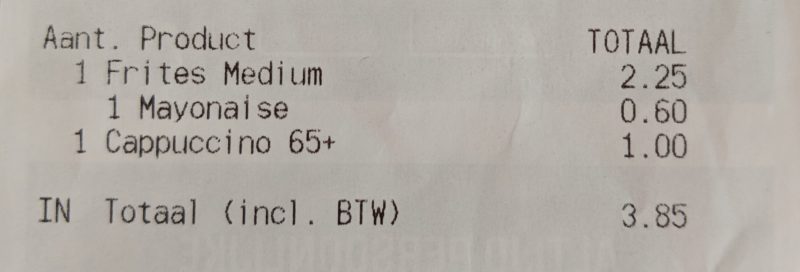 Aant. Product TOTAAL
1 Frites Medium 2.25
1 Mayonaise 0.60
1 Cappuccino 65+ 1.00
IN Totaal (incl. BTW) 3.85